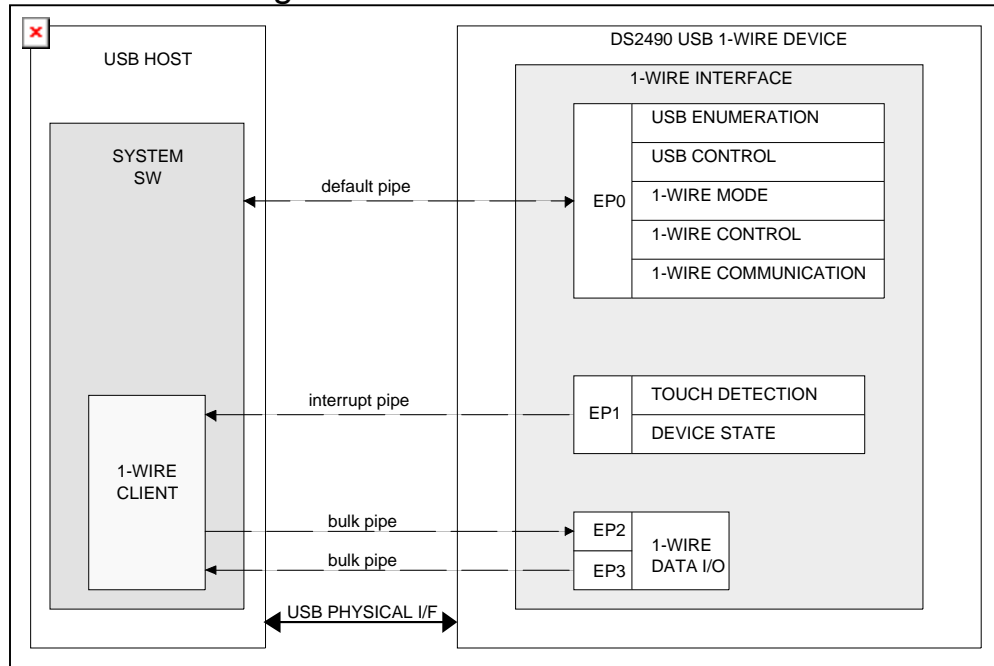 USB HOST
SYSTEM
SW
1-WIRE
CLIENT
default pipe
interrupt pipe
bulk pipe
bulk pipe
USB PHYSICAL I/F
DS2490 USB 1-WIRE DEVICE
1-WIRE INTERFACE
EP0
USB ENUMERATION
USB CONTROL
1-WIRE MODE
1-WIRE CONTROL
1-WIRE COMMUNICATION
EP1
TOUCH DETECTION
DEVICE STATE
EP2
EP3
1-WIRE
DATA I/O